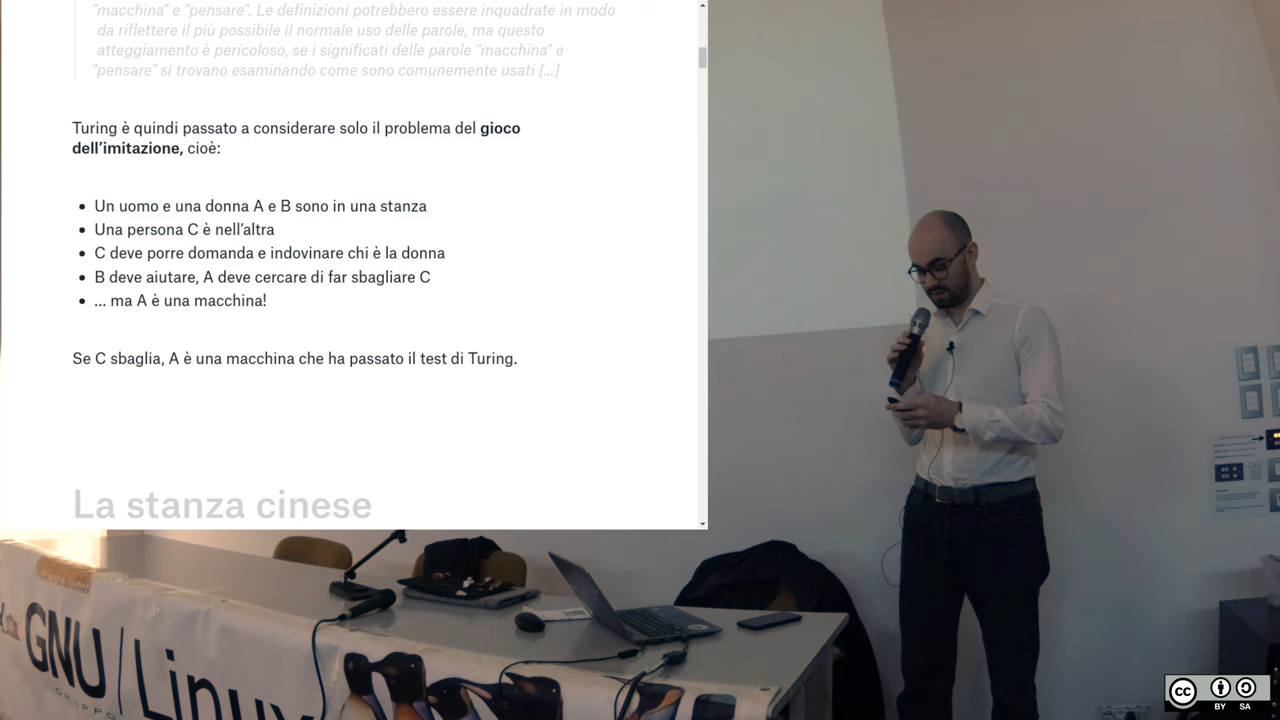 "macchina" e "pensare". Le definizioni potrebbero essere inquadrate in modo
da riflettere il più possibile il normale uso delle parole, ma questo
atteggiamento è pericoloso, se i significati delle parole "macchina" e
"pensare" si trovano esaminando come sono comunemente usati [...]
Turing è quindi passato a considerare solo il problema del gioco
dell'imitazione, cioè:
• Un uomo e una donna A e B sono in una stanza
• Una persona C è nell'altra
• C deve porre domanda e indovinare chi è la donna
• B deve aiutare, A deve cercare di far sbagliare C
• ... ma A è una macchina!
Se C sbaglia, A è una macchina che ha passato il test di Turing.
La stanza cinese
GNU/Linux
GRUPPO
cc BY SA